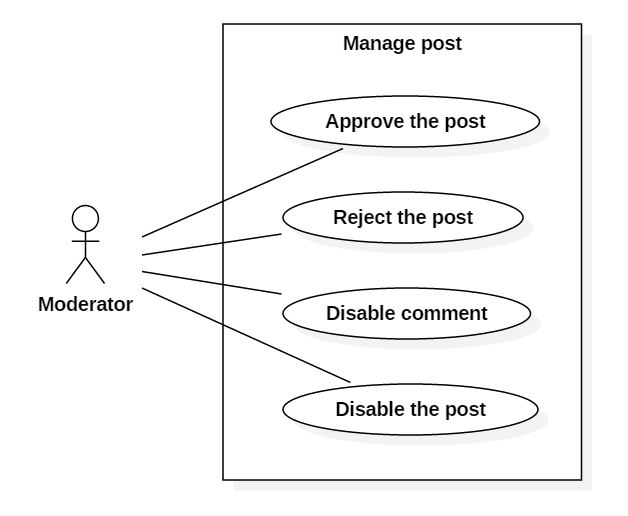 Manage post
Approve the post
Reject the post
Moderator
Disable comment
Disable the post